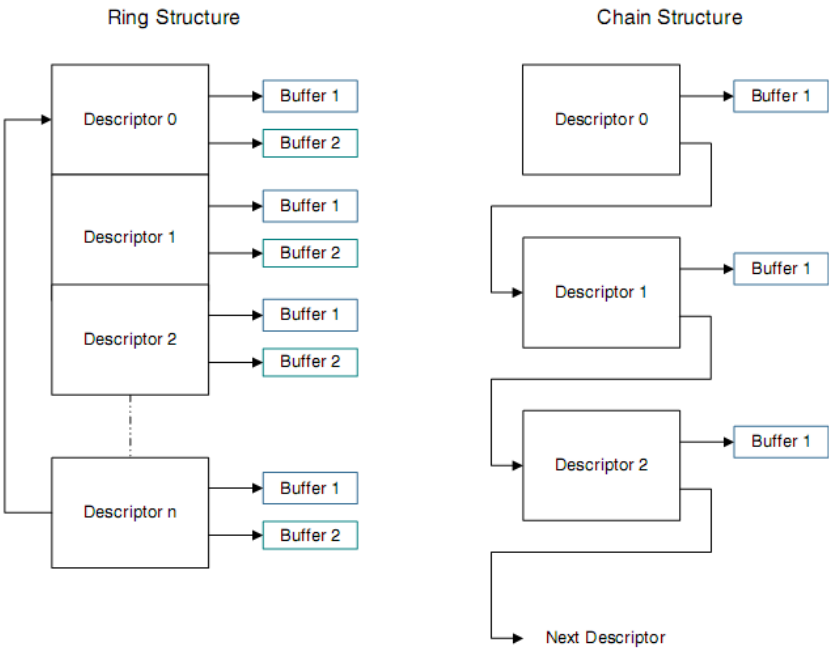 Ring Structure
Descriptor 0
Buffer 1
Buffer 2
Descriptor 1
Buffer 1
Buffer 2
Descriptor 2
Buffer 1
Buffer 2
Descriptor n
Buffer 1
Buffer 2
Chain Structure
Descriptor 0
Buffer 1
Descriptor 1
Buffer 1
Descriptor 2
Buffer 1
Next Descriptor